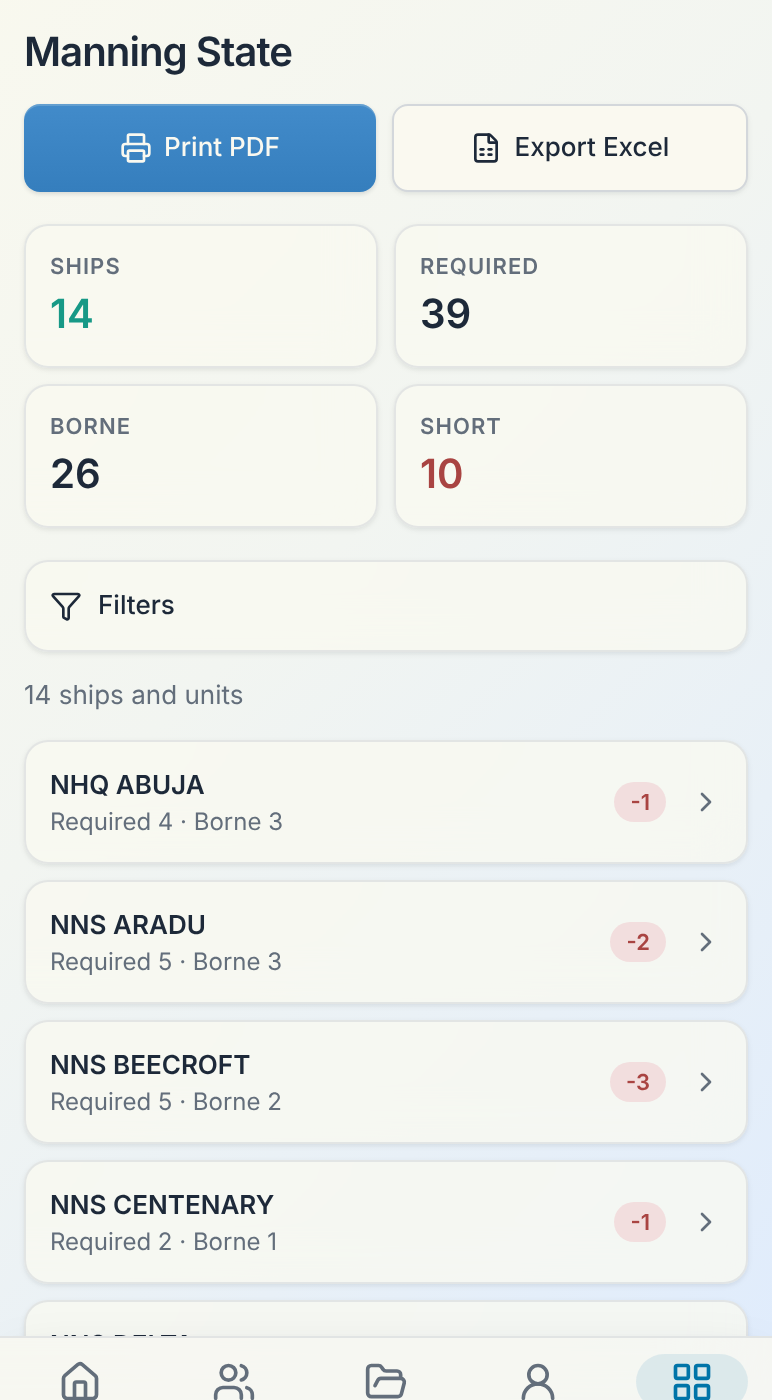 Manning State
Print PDF
Export Excel
SHIPS
14
REQUIRED
39
BORNE
26
SHORT
10
Filters
14 ships and units
NHQ ABUJA
Required 4 · Borne 3
-1
NNS ARADU
Required 5 · Borne 3
-2
NNS BEECROFT
Required 5 · Borne 2
-3
NNS CENTENARY
Required 2 · Borne 1
-1